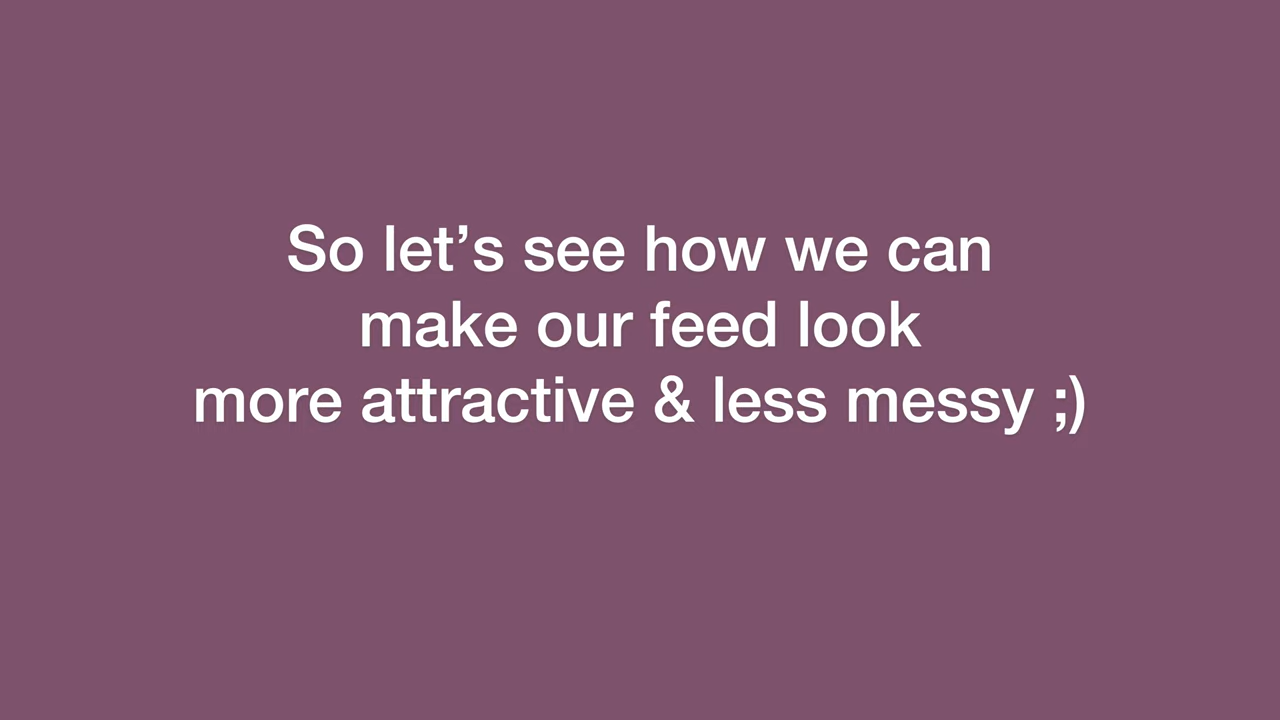 So let’s see how we can
make our feed look
more attractive & less messy ;)